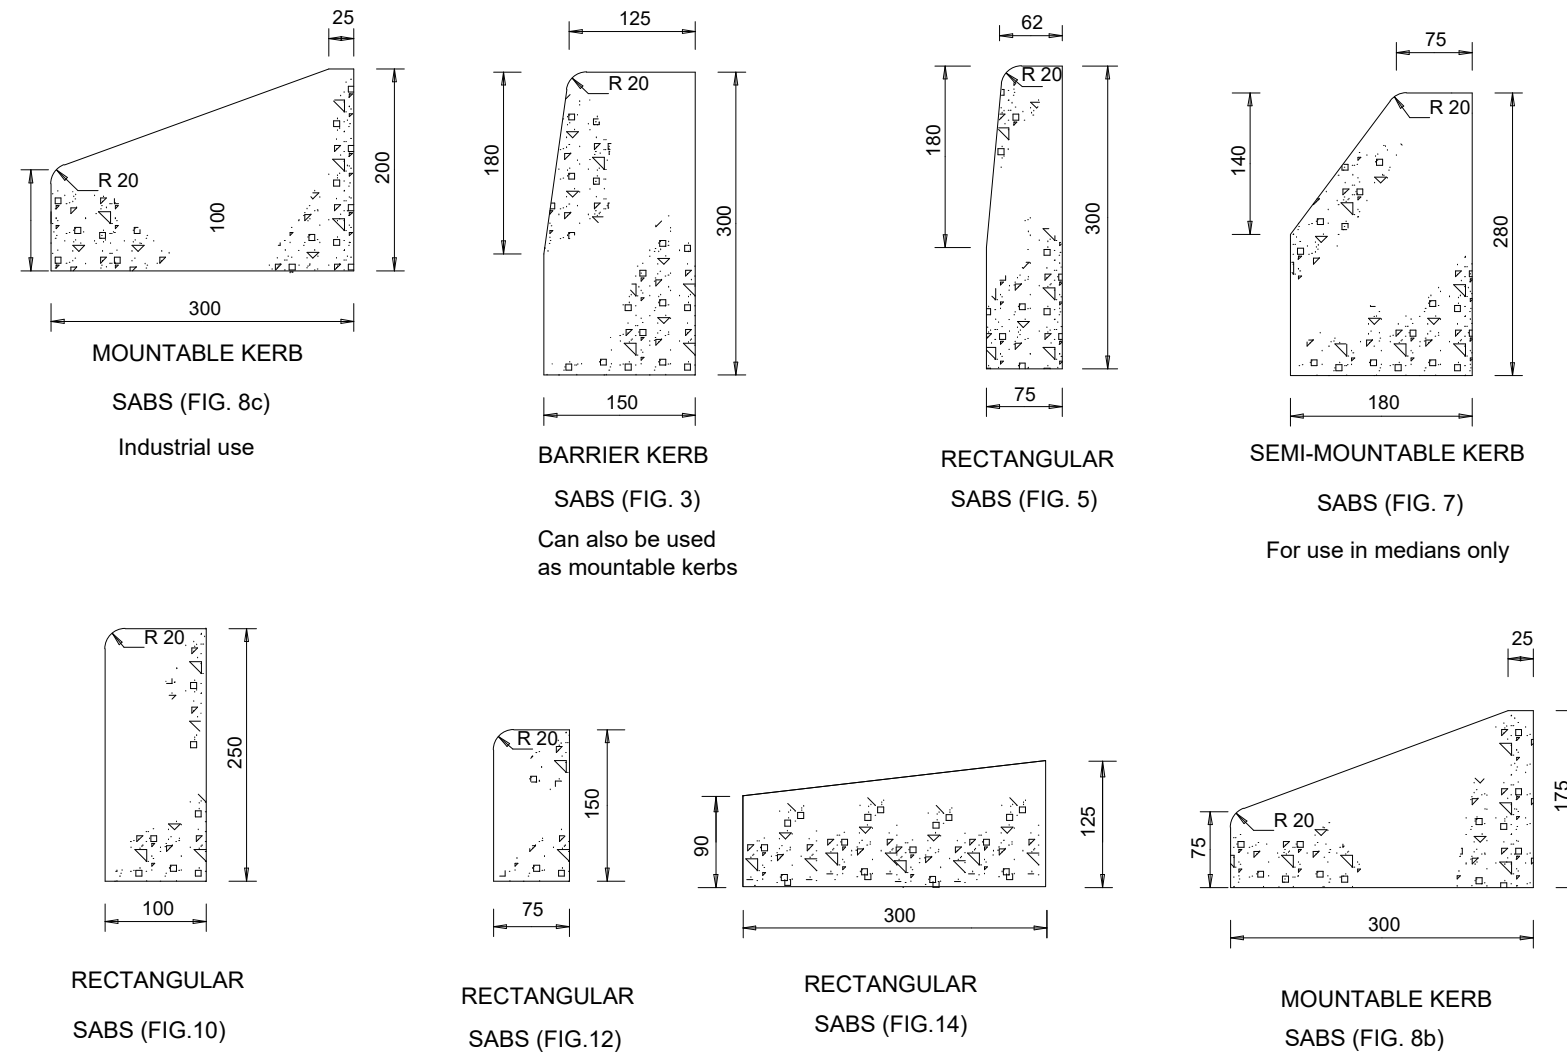 25
R 20
100
200
300
MOUNTABLE KERB
SABS (FIG. 8c)
Industrial use
125
R 20
180
300
150
BARRIER KERB
SABS (FIG. 3)
Can also be used
as mountable kerbs
62
R 20
180
300
75
RECTANGULAR
SABS (FIG. 5)
75
R 20
140
280
180
SEMI-MOUNTABLE KERB
SABS (FIG. 7)
For use in medians only
R 20
250
100
RECTANGULAR
SABS (FIG.10)
R 20
150
75
RECTANGULAR
SABS (FIG.12)
90
125
300
RECTANGULAR
SABS (FIG.14)
25
R 20
75
175
300
MOUNTABLE KERB
SABS (FIG. 8b)